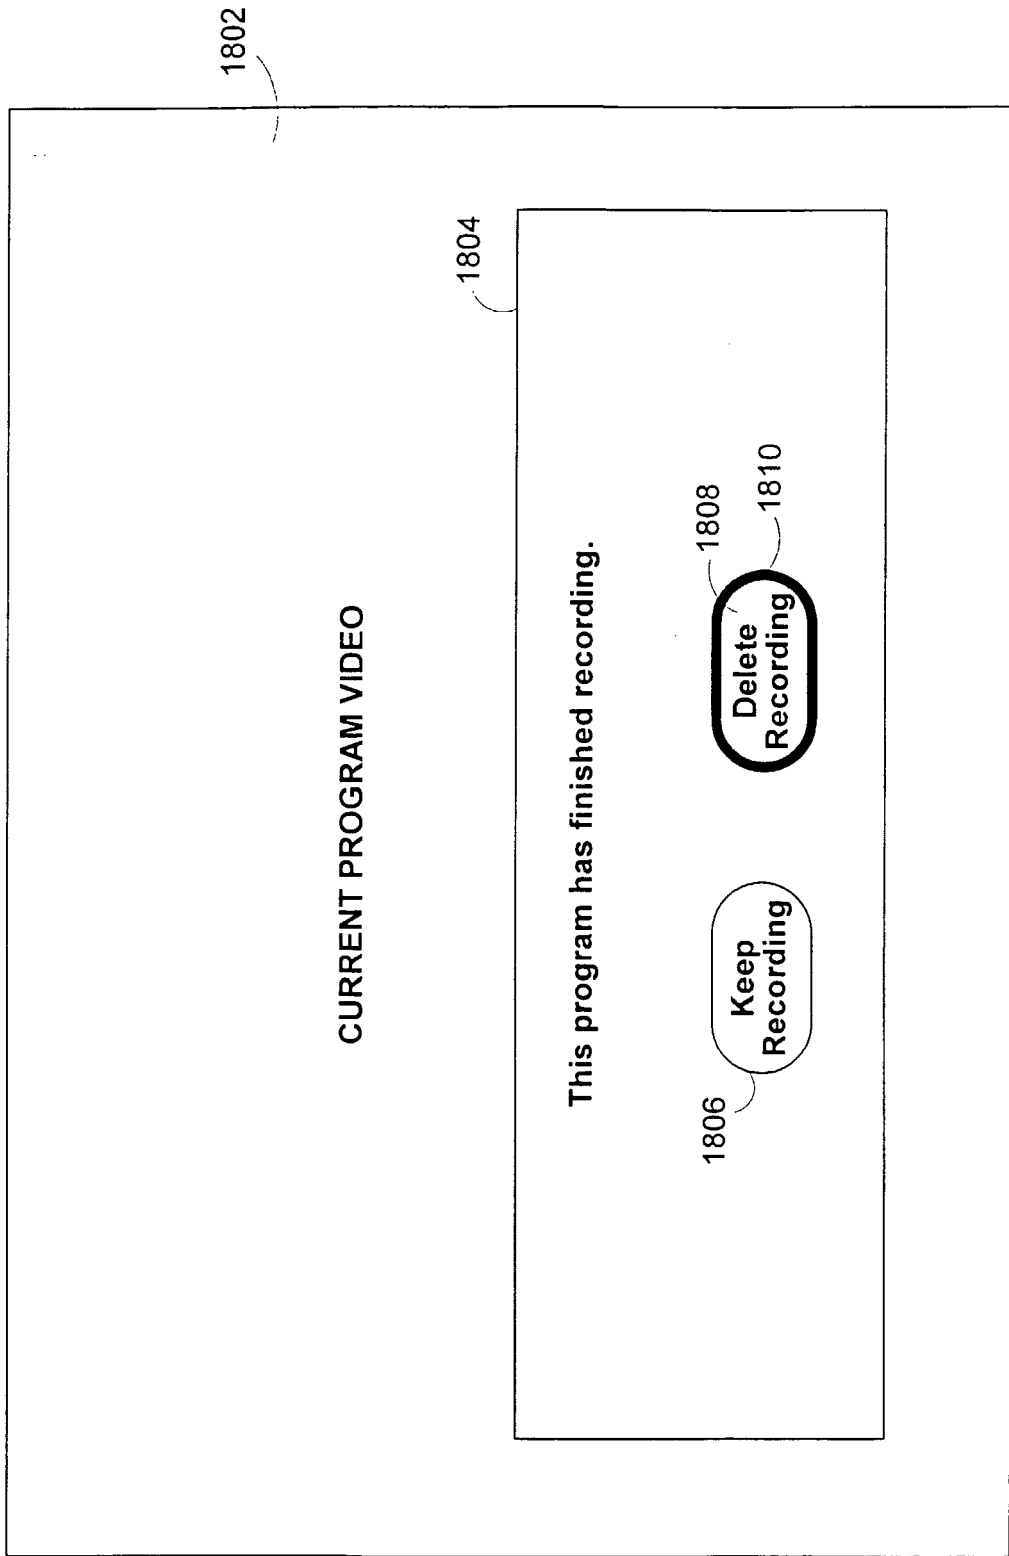 1802
CURRENT PROGRAM VIDEO
1804
This program has finished recording.
1806
Keep
Recording
Delete
Recording
1808
1810